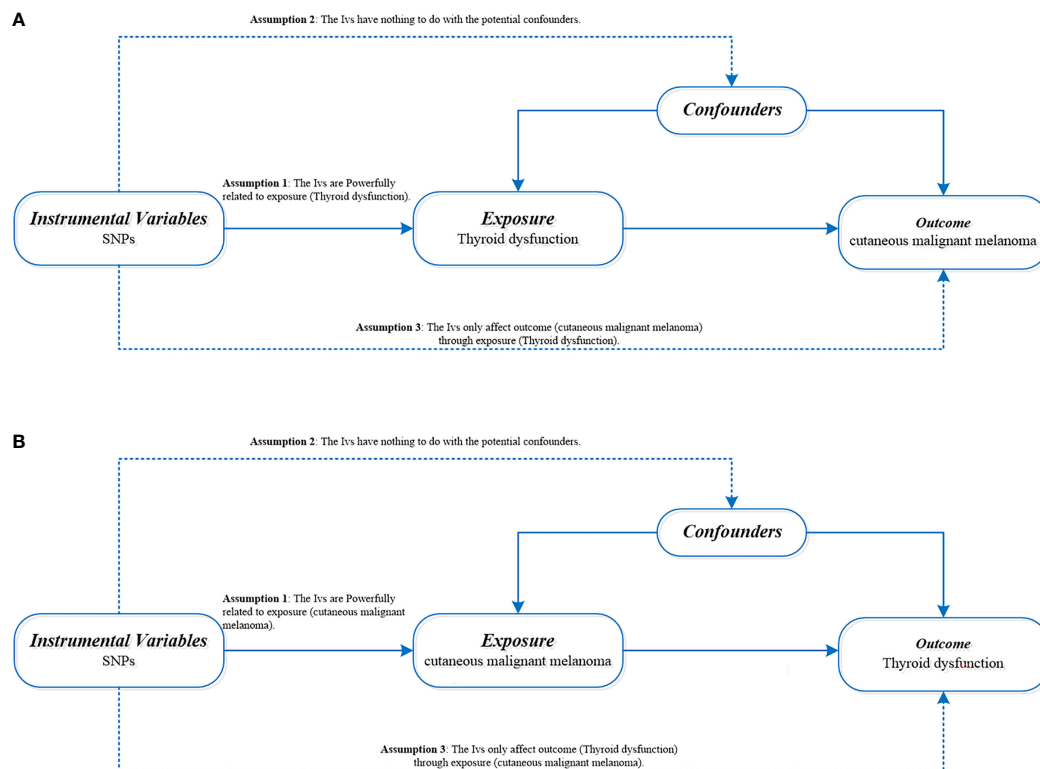 A
Assumption 2: The Ivs have nothing to do with the potential confounders.
Confounders
Assumption 1: The Ivs are Powerfully
related to exposure (Thyroid dysfunction).
Instrumental Variables
SNPs
Exposure
Thyroid dysfunction
Outcome
cutaneous malignant melanoma
Assumption 3: The Ivs only affect outcome (cutaneous malignant melanoma)
through exposure (Thyroid dysfunction).
B
Assumption 2: The Ivs have nothing to do with the potential confounders.
Confounders
Assumption 1: The Ivs are Powerfully
related to exposure (cutaneous malignant
melanoma).
Instrumental Variables
SNPs
Exposure
cutaneous malignant melanoma
Outcome
Thyroid dysfunction
Assumption 3: The Ivs only affect outcome (Thyroid dysfunction)
through exposure (cutaneous malignant melanoma).